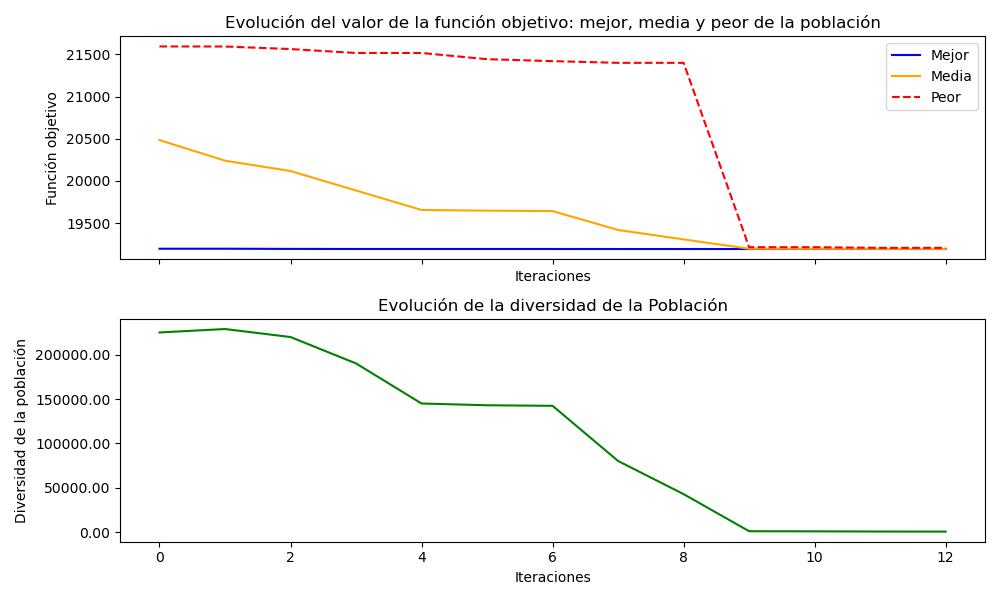 Evolución del valor de la función objetivo: mejor, media y peor de la población
21500
21000
20500
20000
19500
Función objetivo
Mejor
Media
Peor
Iteraciones
Evolución de la diversidad de la Población
200000.00
150000.00
100000.00
50000.00
0.00
Diversidad de la población
0 2 4 6 8 10 12
Iteraciones